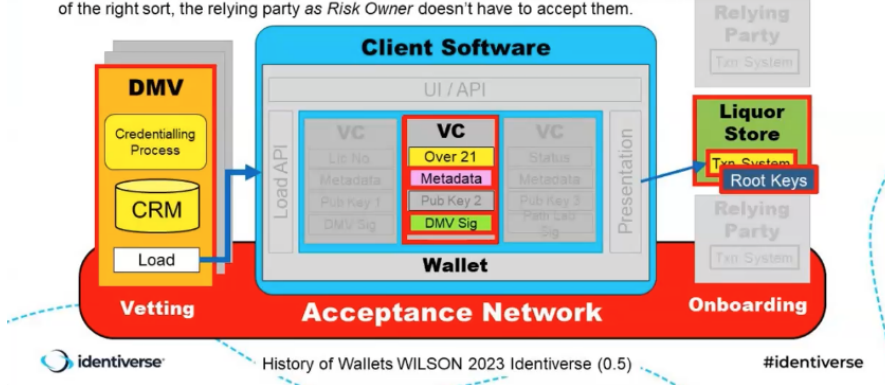 of the right sort, the relying party as Risk Owner doesn't have to accept them.
Client Software
UI / API
DMV
Credentialling
Process
CRM
Load
Load API
VC
Lic No
Metadata
Pub Key 1
DMV Sig
VC
Over 21
Metadata
Pub Key 2
DMV Sig
VC
Status
Metadata
Pub Key 3
Sig
Presentation
Wallet
Relying
Party
Txn System
Liquor
Store
Txn System
Root Keys
Relying
Party
Txn System
Vetting
Acceptance Network
Onboarding
identiverse
History of Wallets WILSON 2023 Identiverse (0.5)
#identiverse